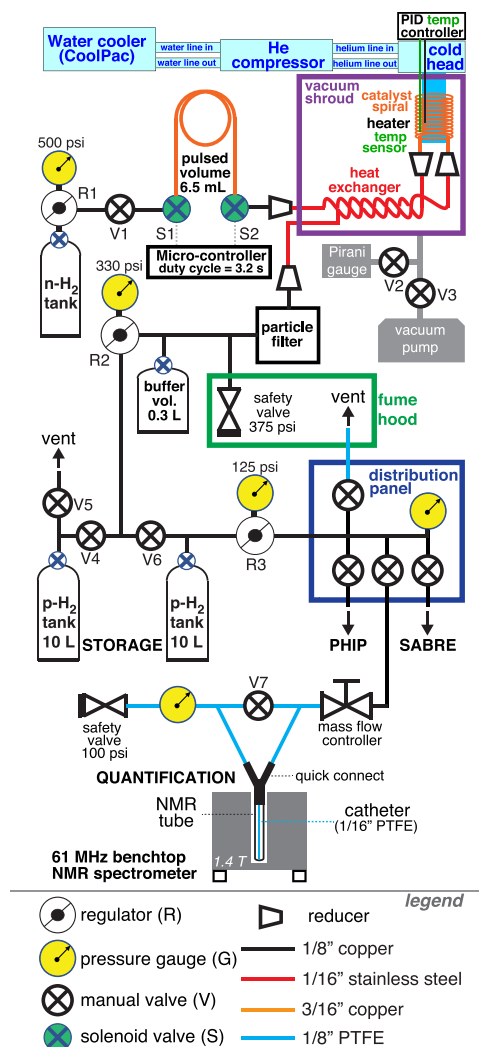 PID temp
controller
Water cooler
(CoolPac)
water line in
water line out
He
compressor
helium line in
helium line out
cold
head
vacuum
shroud
catalyst
spiral
heater
temp
sensor
heat
exchanger
500 psi
R1
V1
S1
S2
pulsed
volume
6.5 mL
Micro-controller
duty cycle = 3.2 s
n-H2
tank
330 psi
R2
buffer
vol.
0.3 L
particle
filter
Pirani
gauge
V2
V3
vacuum
pump
safety
valve
375 psi
vent
fume
hood
vent
V5
V4
V6
125 psi
R3
distribution
panel
p-H2
tank
10 L
STORAGE
p-H2
tank
10 L
PHIP
SABRE
V7
safety
valve
100 psi
mass flow
controller
QUANTIFICATION
quick connect
NMR
tube
catheter
(1/16” PTFE)
1.4 T
61 MHz benchtop
NMR spectrometer
legend
regulator (R)
reducer
pressure gauge (G)
1/8” copper
1/16” stainless steel
manual valve (V)
3/16” copper
solenoid valve (S)
1/8” PTFE